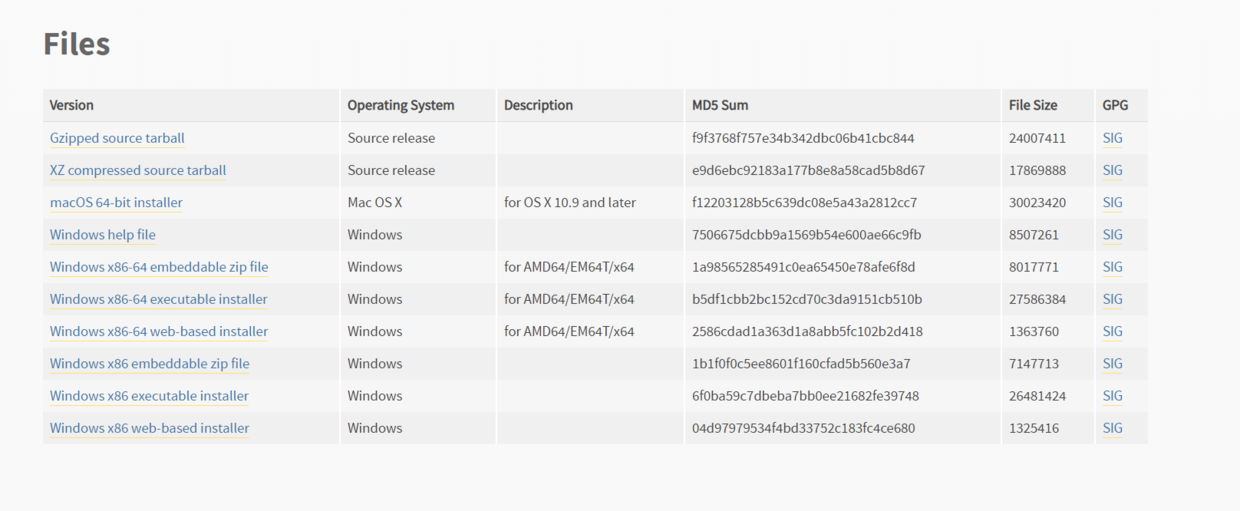 Files
Version Operating System Description MD5 Sum File Size GPG
Gzipped source tarball Source release f9f3768f757e34b342dbc06b41cbc844 24007411 SIG
XZ compressed source tarball Source release e9d6ebc92183a177b8e8a58cad5b8d67 17869888 SIG
macOS 64-bit installer Mac OS X for OS X 10.9 and later f12203128b5c639dc08e5a43a2812cc7 30023420 SIG
Windows help file Windows 7506675dcbb9a1569b54e600ae66c9fb 8507261 SIG
Windows x86-64 embeddable zip file Windows for AMD64/EM64T/x64 1a98565285491c0ea65450e78afe6f8d 8017771 SIG
Windows x86-64 executable installer Windows for AMD64/EM64T/x64 b5df1cbb2bc152cd70c3da9151cb510b 27586384 SIG
Windows x86-64 web-based installer Windows for AMD64/EM64T/x64 2586cdad1a363d1a8abb5fc102b2d418 1363760 SIG
Windows x86 embeddable zip file Windows 1b1f0f0c5ee8601f160cfad5b560e3a7 7147713 SIG
Windows x86 executable installer Windows 6f0ba59c7dbeba7bb0ee21682fe39748 26481424 SIG
Windows x86 web-based installer Windows 04d97979534f4bd33752c183fc4ce680 1325416 SIG